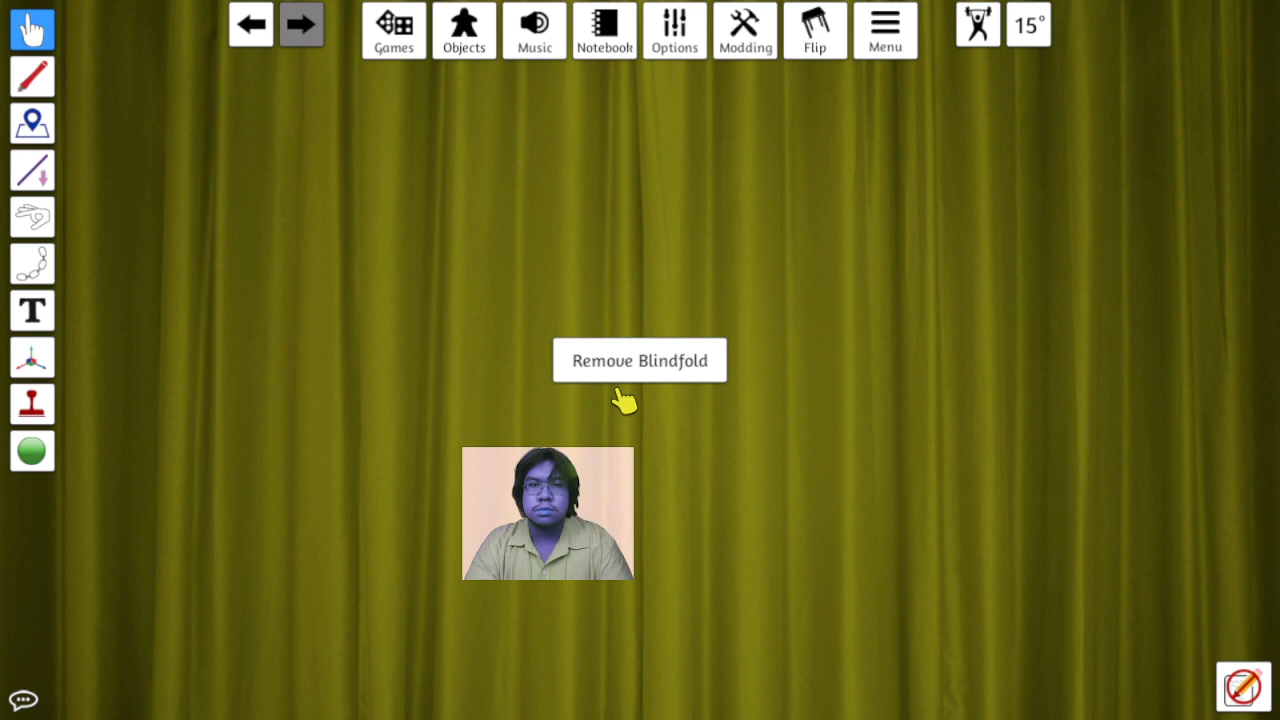 Games
Objects
Music
Notebook
Options
Modding
Flip
Menu
15°
T
Remove Blindfold